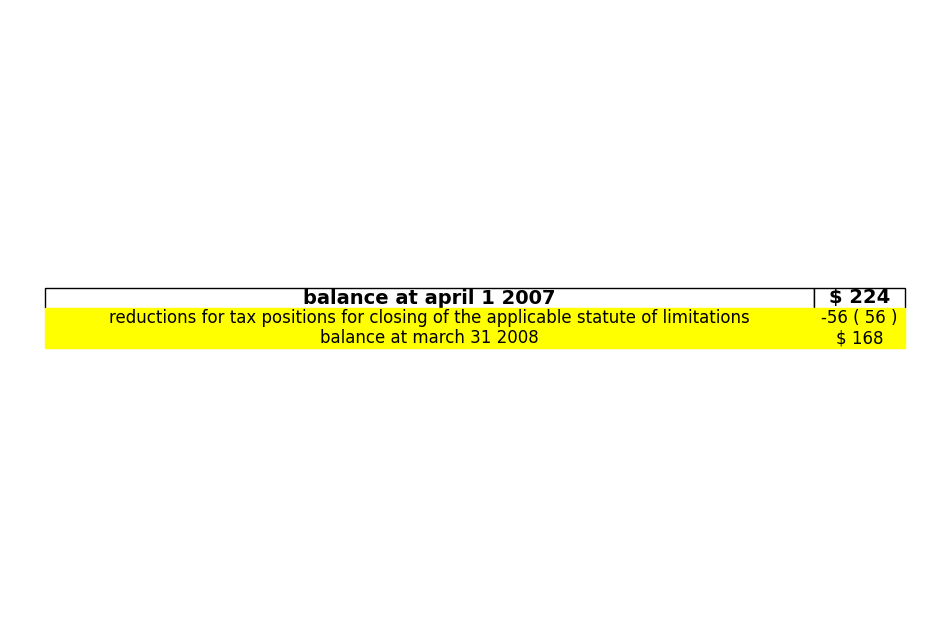 balance at april 1 2007 $ 224
reductions for tax positions for closing of the applicable statute of limitations -56 ( 56 )
balance at march 31 2008 $ 168